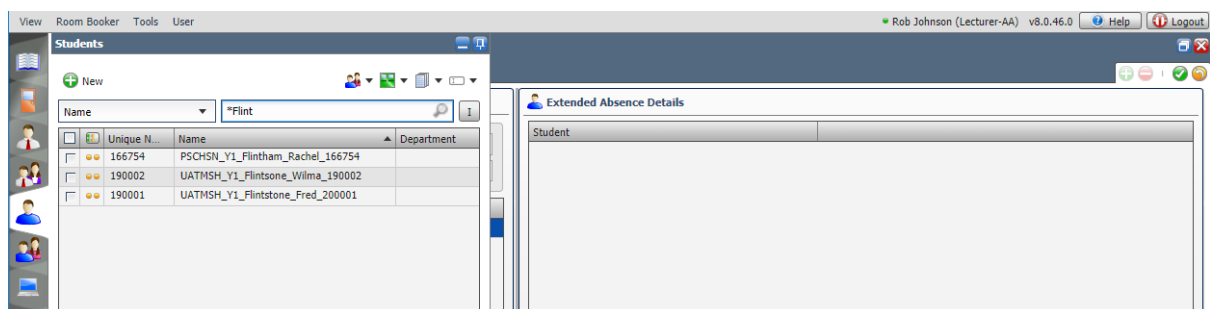 View Room Booker Tools User Rob Johnson (Lecturer-AA) v8.0.46.0 Help Logout
Students
New
Name *Flint I
Extended Absence Details
Unique N... Name Department
Student
166754 PSCHSN_Y1_Flintham_Rachel_166754
190002 UATMSH_Y1_Flintsone_Wilma_190002
190001 UATMSH_Y1_Flintstone_Fred_200001